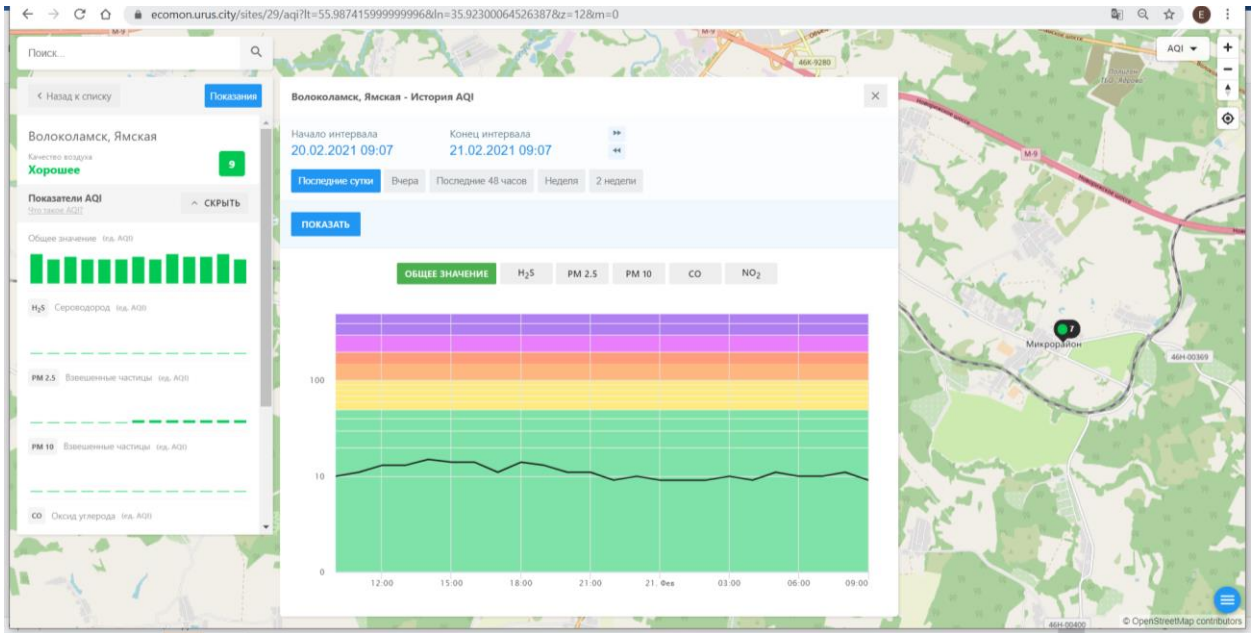 ecomon.urus.city/sites/29/aqi?lt=55.987415999999996&ln=35.92300064526387&z=12&m=0
E
М-9
М-9
46К-9280
Поиск...
AQI
Назад к списку
Показания
Волоколамск, Ямская
Качество воздуха
Хорошее
9
Показатели AQI
Что такое AQI?
СКРЫТЬ
Общее значение (ед. AQI)
H2S Сероводород (ед. AQI)
PM 2.5 Взвешенные частицы (ед. AQI)
PM 10 Взвешенные частицы (ед. AQI)
CO Оксид углерода (ед. AQI)
Волоколамск, Ямская - История AQI
Начало интервала
Конец интервала
20.02.2021 09:07
21.02.2021 09:07
Последние сутки
Вчера
Последние 48 часов
Неделя
2 недели
ПОКАЗАТЬ
ОБЩЕЕ ЗНАЧЕНИЕ
H2S
PM 2.5
PM 10
CO
NO2
100
10
0
12:00
15:00
18:00
21:00
21. Фев
03:00
06:00
09:00
М-9
Новорижское шоссе
7
Микрорайон
46Н-00369
46Н-00400
© OpenStreetMap contributors